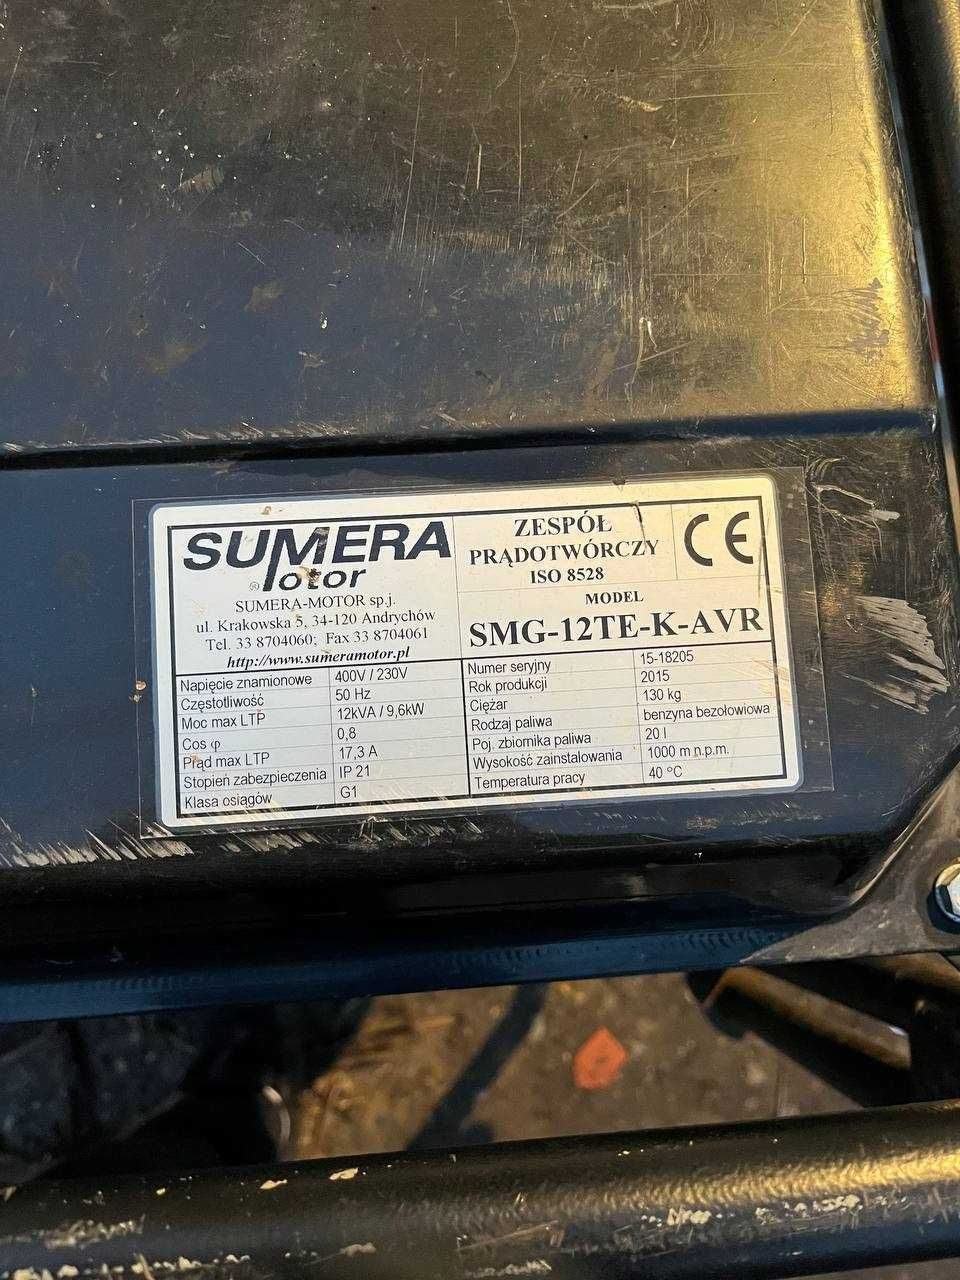 SUMERA
® Motor
SUMERA-MOTOR sp.j.
ul. Krakowska 5, 34-120 Andrychów
Tel. 33 8704060; Fax 33 8704061
http://www.sumeramotor.pl
ZESPÓŁ
PRĄDOTWÓRCZY
ISO 8528
CE
MODEL
SMG-12TE-K-AVR
Napięcie znamionowe 400V / 230V
Częstotliwość 50 Hz
Moc max LTP 12kVA / 9,6kW
Cos φ 0,8
Prąd max LTP 17,3 A
Stopień zabezpieczenia IP 21
Klasa osiągów G1
Numer seryjny 15-18205
Rok produkcji 2015
Ciężar 130 kg
Rodzaj paliwa benzyna bezołowiowa
Poj. zbiornika paliwa 20 l
Wysokość zainstalowania 1000 m n.p.m.
Temperatura pracy 40 °C